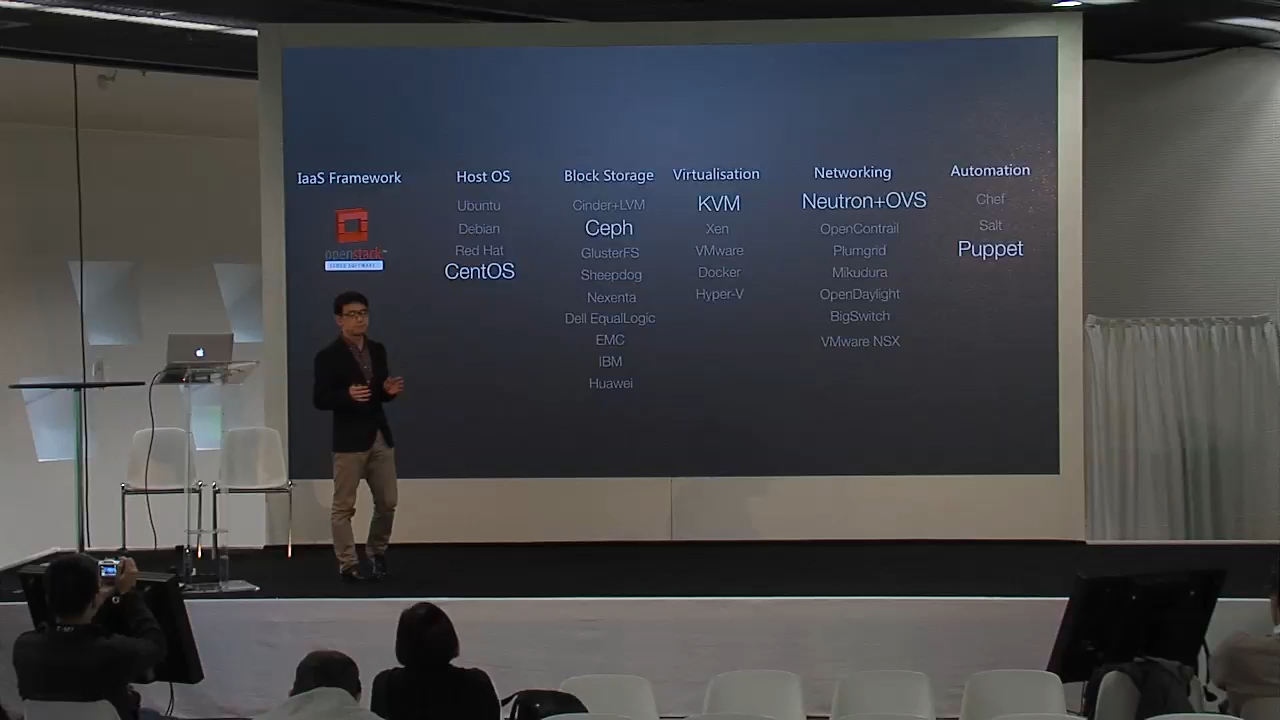 IaaS Framework
openstack
Host OS
Ubuntu
Debian
Red Hat
CentOS
Block Storage
Cinder+LVM
Ceph
GlusterFS
Sheepdog
Nexenta
Dell EqualLogic
EMC
IBM
Huawei
Virtualisation
KVM
Xen
VMware
Docker
Hyper-V
Networking
Neutron+OVS
OpenContrail
Plumgrid
Mikudura
OpenDaylight
BigSwitch
VMware NSX
Automation
Chef
Salt
Puppet